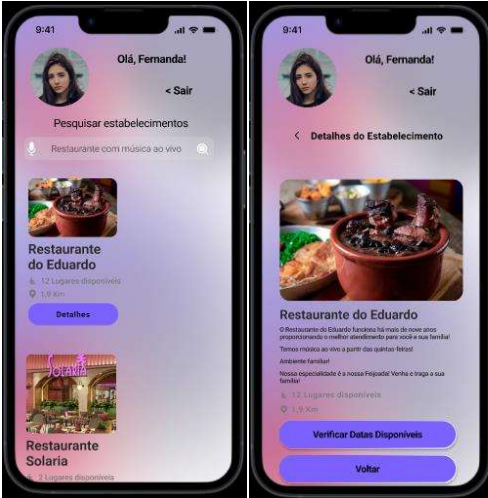 9:41
Olá, Fernanda!
< Sair
Pesquisar estabelecimentos
Restaurante com música ao vivo
Restaurante
do Eduardo
12 Lugares disponíveis
1,9 Km
Detalhes
SOLARIA
Restaurante
Solaria
2 Lugares disponíveis
9:41
Olá, Fernanda!
< Sair
< Detalhes do Estabelecimento
Restaurante do Eduardo
O Restaurante do Eduardo funciona há mais de nove anos
proporcionando o melhor atendimento para você e sua família!
Temos música ao vivo a partir das quintas-feiras!
Ambiente familiar!
Nossa especialidade é a nossa Feijoada! Venha e traga a sua
família!
12 Lugares disponíveis
1,9 Km
Verificar Datas Disponíveis
Voltar